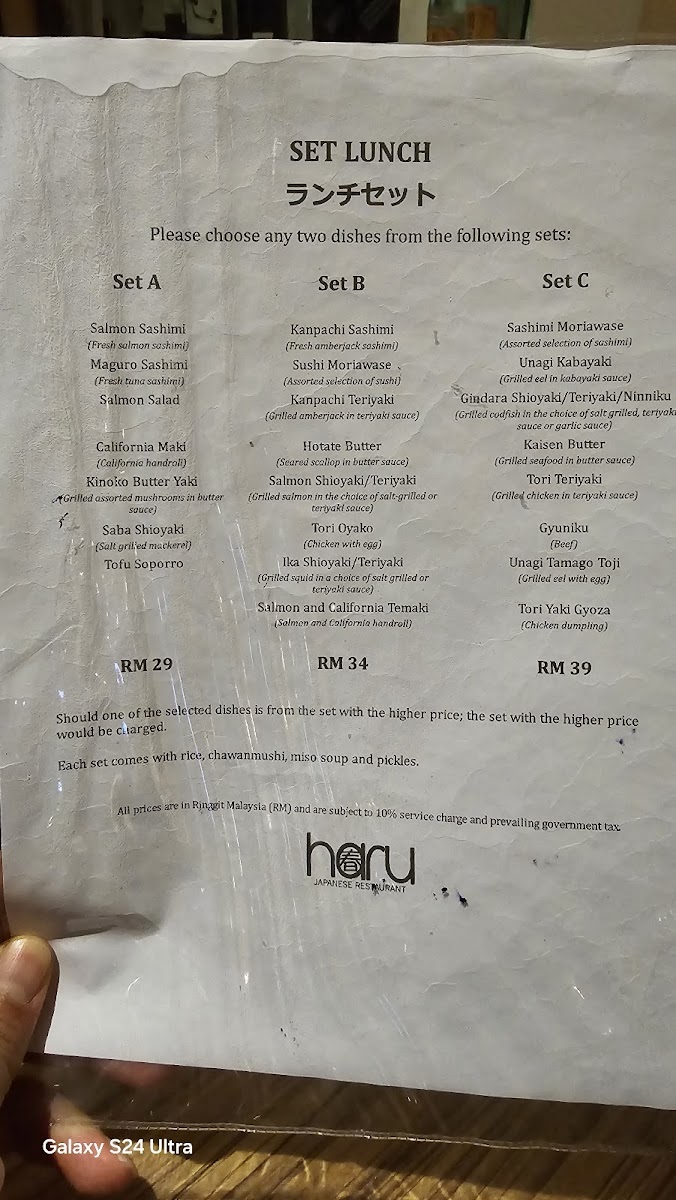 SET LUNCH
ランチセット
Please choose any two dishes from the following sets:
Set A
Salmon Sashimi
(Fresh salmon sashimi)
Maguro Sashimi
(Fresh tuna sashimi)
Salmon Salad
California Maki
(California handroll)
Kinoko Butter Yaki
(Grilled assorted mushrooms in butter
sauce)
Saba Shioyaki
(Salt grilled mackerel)
Tofu Soporro
RM 29
Set B
Kanpachi Sashimi
(Fresh amberjack sashimi)
Sushi Moriawase
(Assorted selection of sushi)
Kanpachi Teriyaki
(Grilled amberjack in teriyaki sauce)
Hotate Butter
(Seared scallop in butter sauce)
Salmon Shioyaki/Teriyaki
(Grilled salmon in the choice of salt-grilled or
teriyaki sauce)
Tori Oyako
(Chicken with egg)
Ika Shioyaki/Teriyaki
(Grilled squid in a choice of salt grilled or
teriyaki sauce)
Salmon and California Temaki
(Salmon and California handroll)
RM 34
Set C
Sashimi Moriawase
(Assorted selection of sashimi)
Unagi Kabayaki
(Grilled eel in kabayaki sauce)
Gindara Shioyaki/Teriyaki/Ninniku
(Grilled codfish in the choice of salt grilled, teriyaki
sauce or garlic sauce)
Kaisen Butter
(Grilled seafood in butter sauce)
Tori Teriyaki
(Grilled chicken in teriyaki sauce)
Gyuniku
(Beef)
Unagi Tamago Toji
(Grilled eel with egg)
Tori Yaki Gyoza
(Chicken dumpling)
RM 39
Should one of the selected dishes is from the set with the higher price; the set with the higher price
would be charged.
Each set comes with rice, chawanmushi, miso soup and pickles.
All prices are in Ringgit Malaysia (RM) and are subject to 10% service charge and prevailing government tax.
haru
春
JAPANESE RESTAURANT
Galaxy S24 Ultra